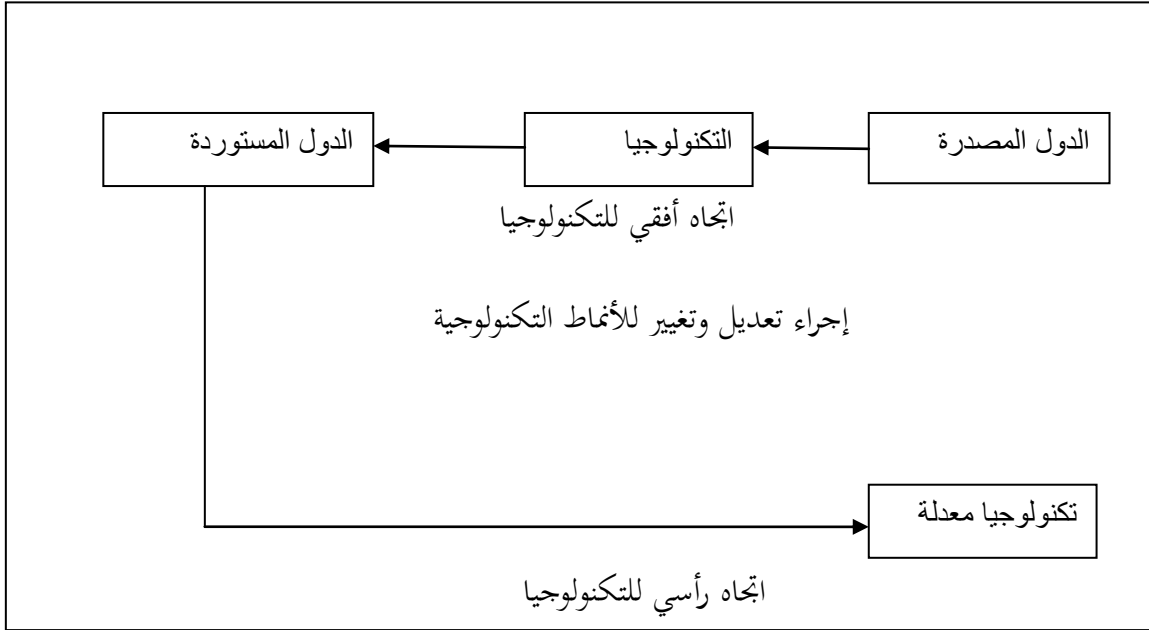 الدول المصدرة
التكنولوجيا
الدول المستوردة
اتجاه أفقي للتكنولوجيا
إجراء تعديل وتغيير للأنماط التكنولوجية
تكنولوجيا معدلة
اتجاه رأسي للتكنولوجيا